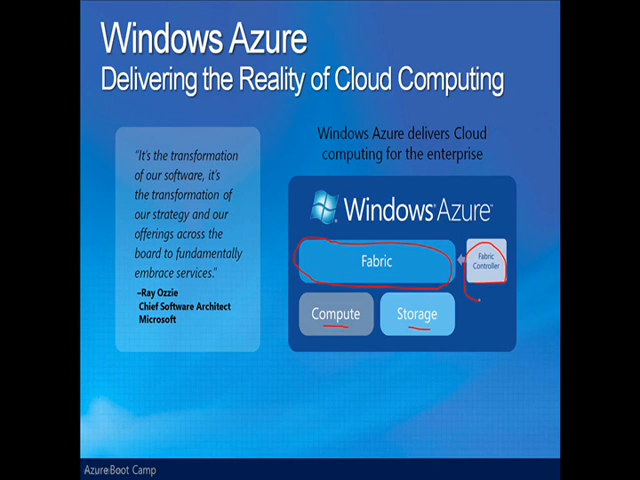 Windows Azure
Delivering the Reality of Cloud Computing
"It's the transformation
of our software, it's
the transformation of
our strategy and our
offerings across the
board to fundamentally
embrace services."
–Ray Ozzie
Chief Software Architect
Microsoft
Windows Azure delivers Cloud
computing for the enterprise
Windows® Azure™
Fabric
Fabric
Controller
Compute
Storage
Azure Boot Camp